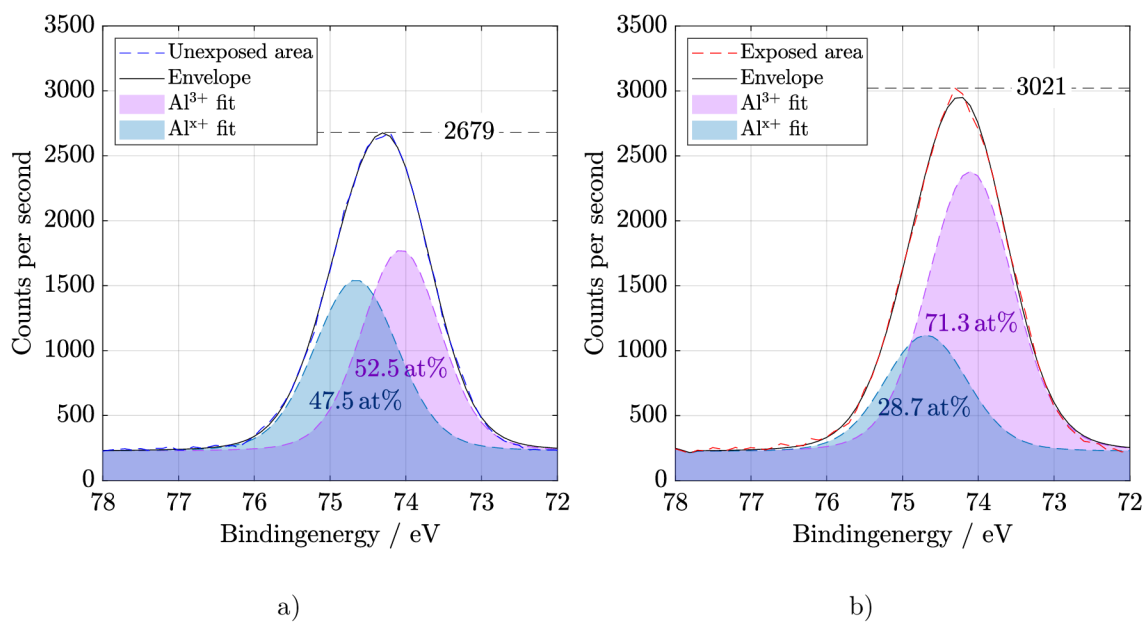 3500
3000
2500
2000
1500
1000
500
0
Counts per second
Unexposed area
Envelope
Al³⁺ fit
Alˣ⁺ fit
2679
52.5 at%
47.5 at%
78 77 76 75 74 73 72
Bindingenergy / eV
a)
3500
3000
2500
2000
1500
1000
500
0
Counts per second
Exposed area
Envelope
Al³⁺ fit
Alˣ⁺ fit
3021
71.3 at%
28.7 at%
78 77 76 75 74 73 72
Bindingenergy / eV
b)